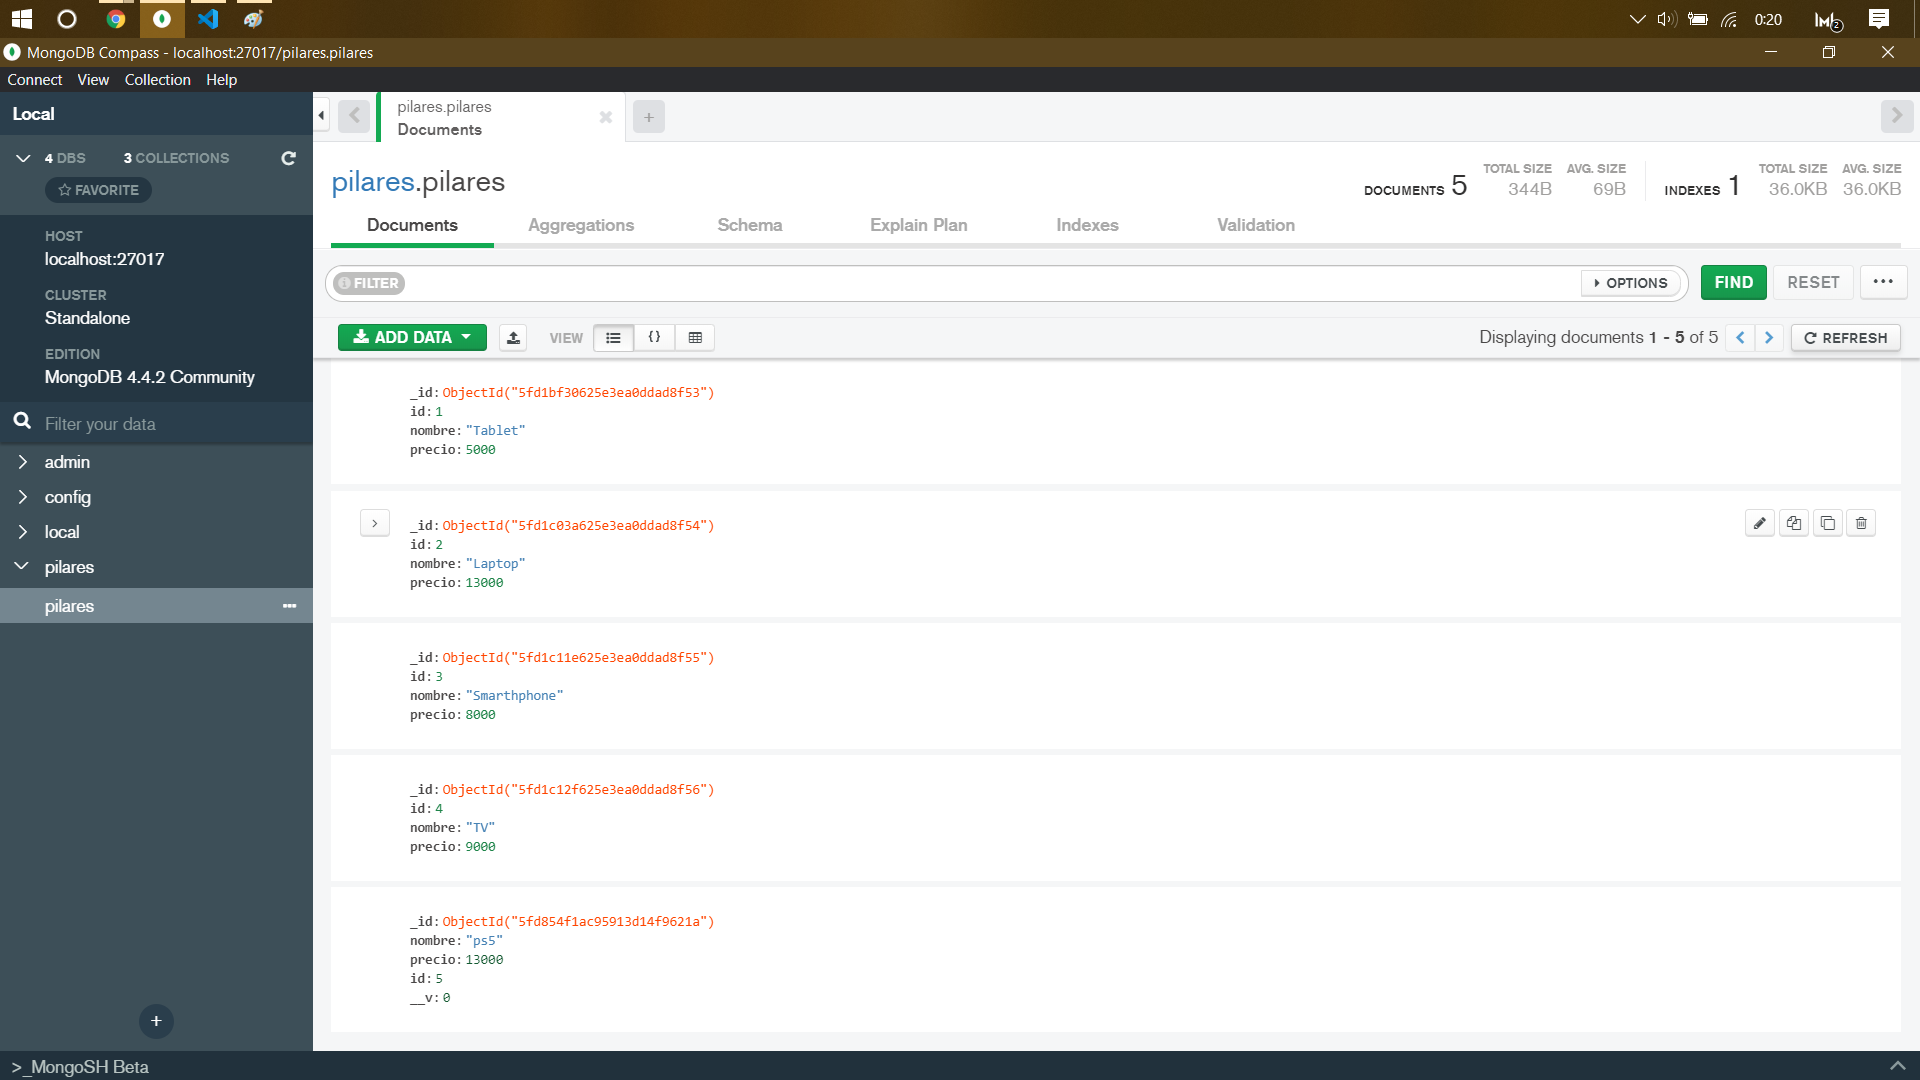 0:20
2
MongoDB Compass - localhost:27017/pilares.pilares
Connect View Collection Help
Local
4 DBS 3 COLLECTIONS
FAVORITE
HOST
localhost:27017
CLUSTER
Standalone
EDITION
MongoDB 4.4.2 Community
Filter your data
admin
config
local
pilares
pilares
pilares.pilares
Documents
pilares.pilares
DOCUMENTS 5 TOTAL SIZE 344B AVG. SIZE 69B INDEXES 1 TOTAL SIZE 36.0KB AVG. SIZE 36.0KB
Documents Aggregations Schema Explain Plan Indexes Validation
FILTER OPTIONS FIND RESET
ADD DATA VIEW { } Displaying documents 1 - 5 of 5 REFRESH
_id: ObjectId("5fd1bf30625e3ea0ddad8f53")
id: 1
nombre: "Tablet"
precio: 5000
_id: ObjectId("5fd1c03a625e3ea0ddad8f54")
id: 2
nombre: "Laptop"
precio: 13000
_id: ObjectId("5fd1c11e625e3ea0ddad8f55")
id: 3
nombre: "Smarthphone"
precio: 8000
_id: ObjectId("5fd1c12f625e3ea0ddad8f56")
id: 4
nombre: "TV"
precio: 9000
_id: ObjectId("5fd854f1ac95913d14f9621a")
nombre: "ps5"
precio: 13000
id: 5
__v: 0
>_MongoSH Beta